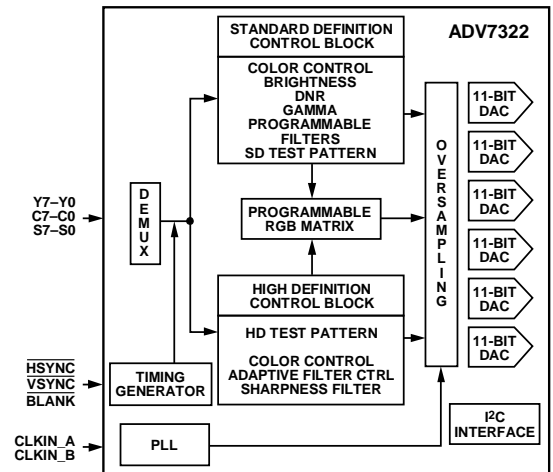 STANDARD DEFINITION
CONTROL BLOCK
ADV7322
COLOR CONTROL
BRIGHTNESS
DNR
GAMMA
PROGRAMMABLE
FILTERS
SD TEST PATTERN
Y7–Y0
C7–C0
S7–S0
DEMUX
PROGRAMMABLE
RGB MATRIX
HIGH DEFINITION
CONTROL BLOCK
HD TEST PATTERN
COLOR CONTROL
ADAPTIVE FILTER CTRL
SHARPNESS FILTER
OVERSAMPLING
11-BIT
DAC
11-BIT
DAC
11-BIT
DAC
11-BIT
DAC
11-BIT
DAC
11-BIT
DAC
HSYNC
VSYNC
BLANK
TIMING
GENERATOR
CLKIN_A
CLKIN_B
PLL
I²C
INTERFACE